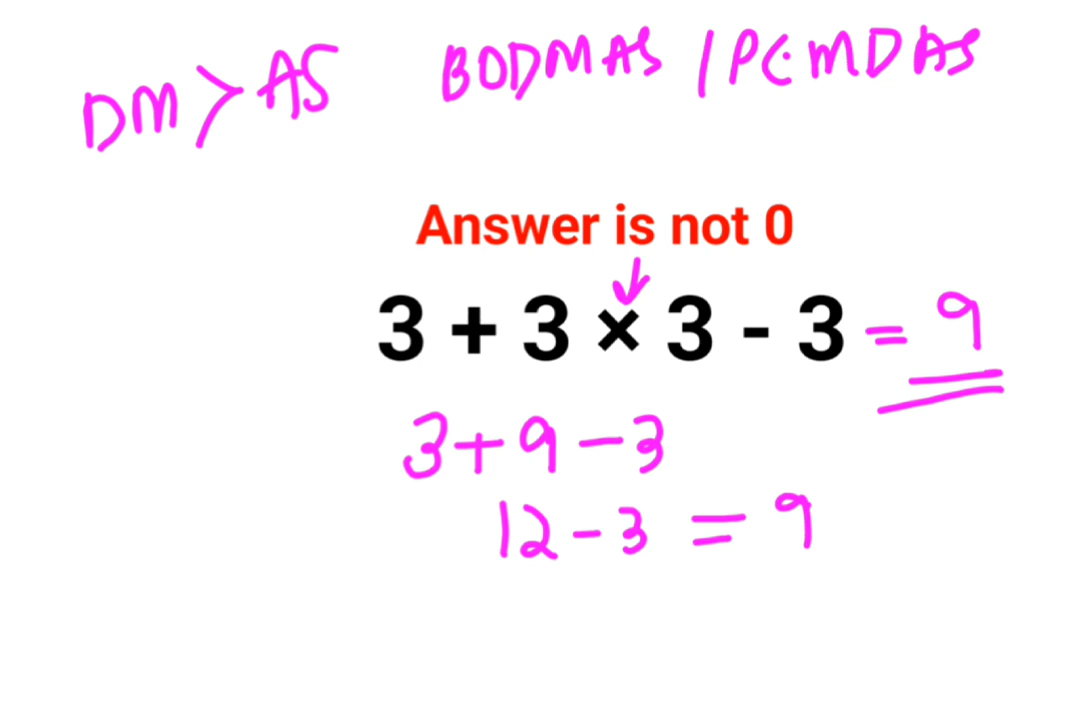 DM > AS BODMAS / PEMDAS
Answer is not 0
3 + 3 × 3 - 3 = 9
3 + 9 - 3
12 - 3 = 9